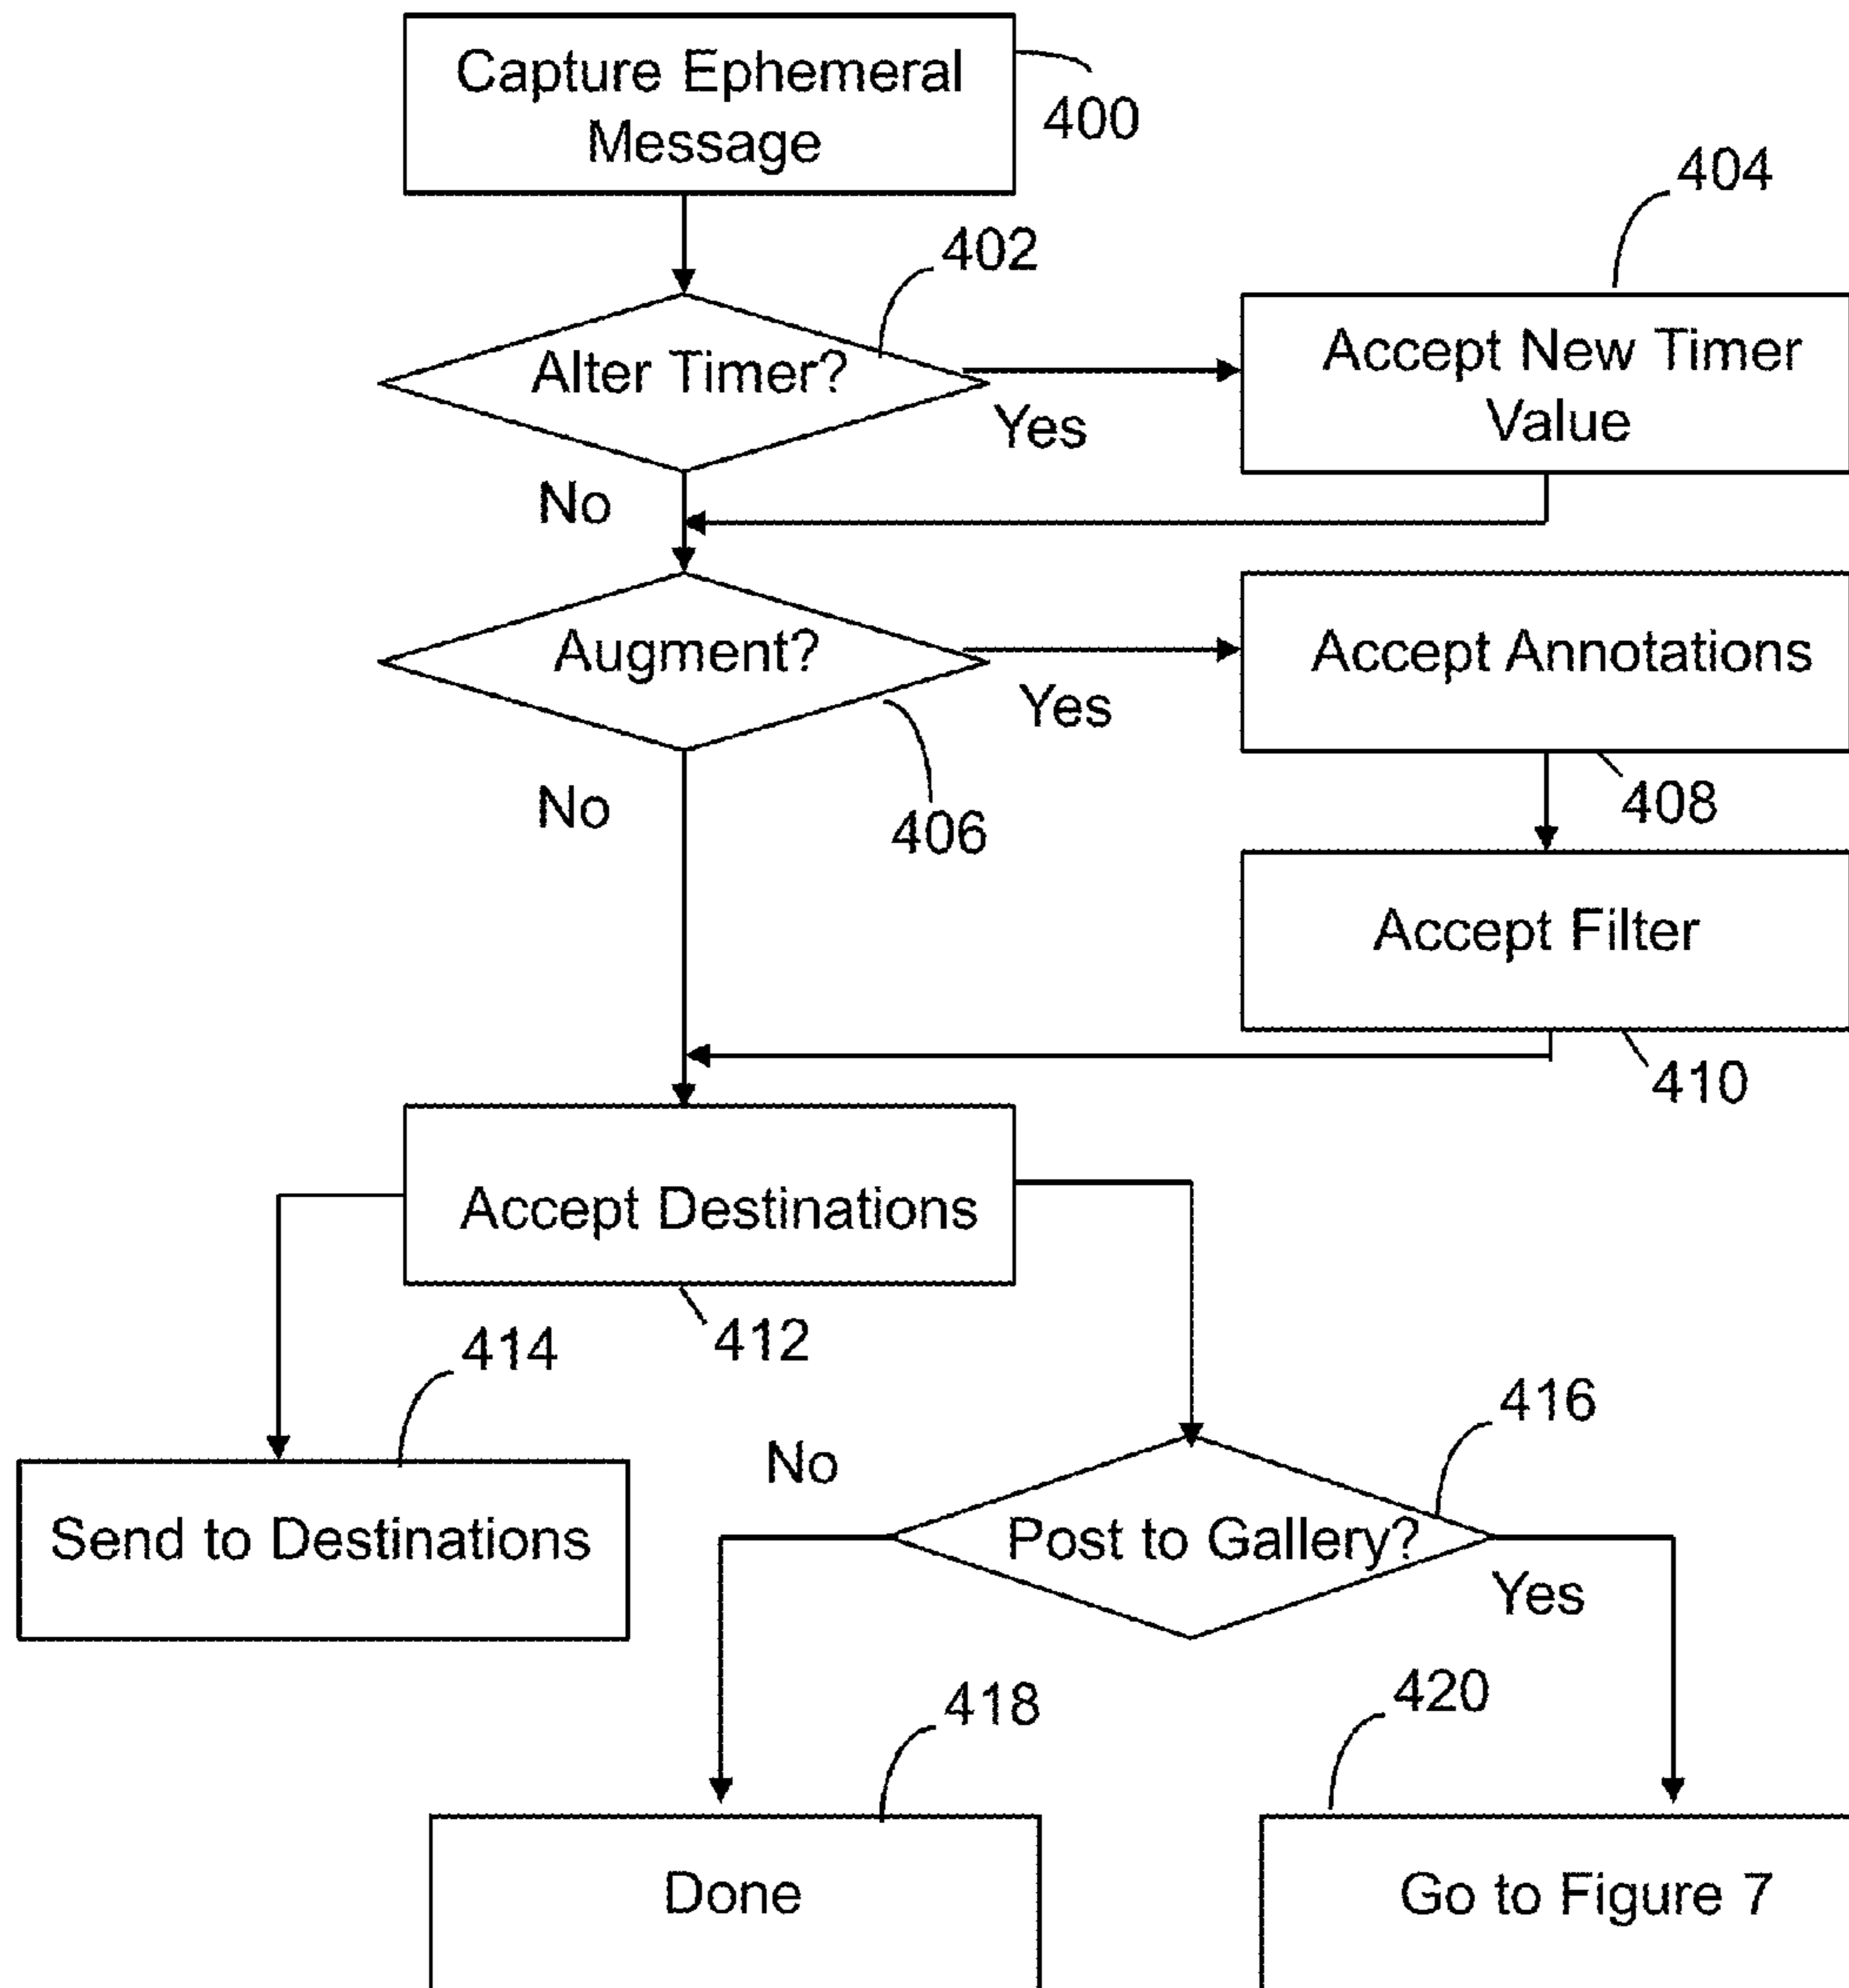 Capture Ephemeral
Message
400
404
402
Alter Timer?
Yes
Accept New Timer
Value
No
Augment?
Yes
Accept Annotations
No
406
408
Accept Filter
410
Accept Destinations
412
414
416
No
Send to Destinations
Post to Gallery?
Yes
418
420
Done
Go to Figure 7